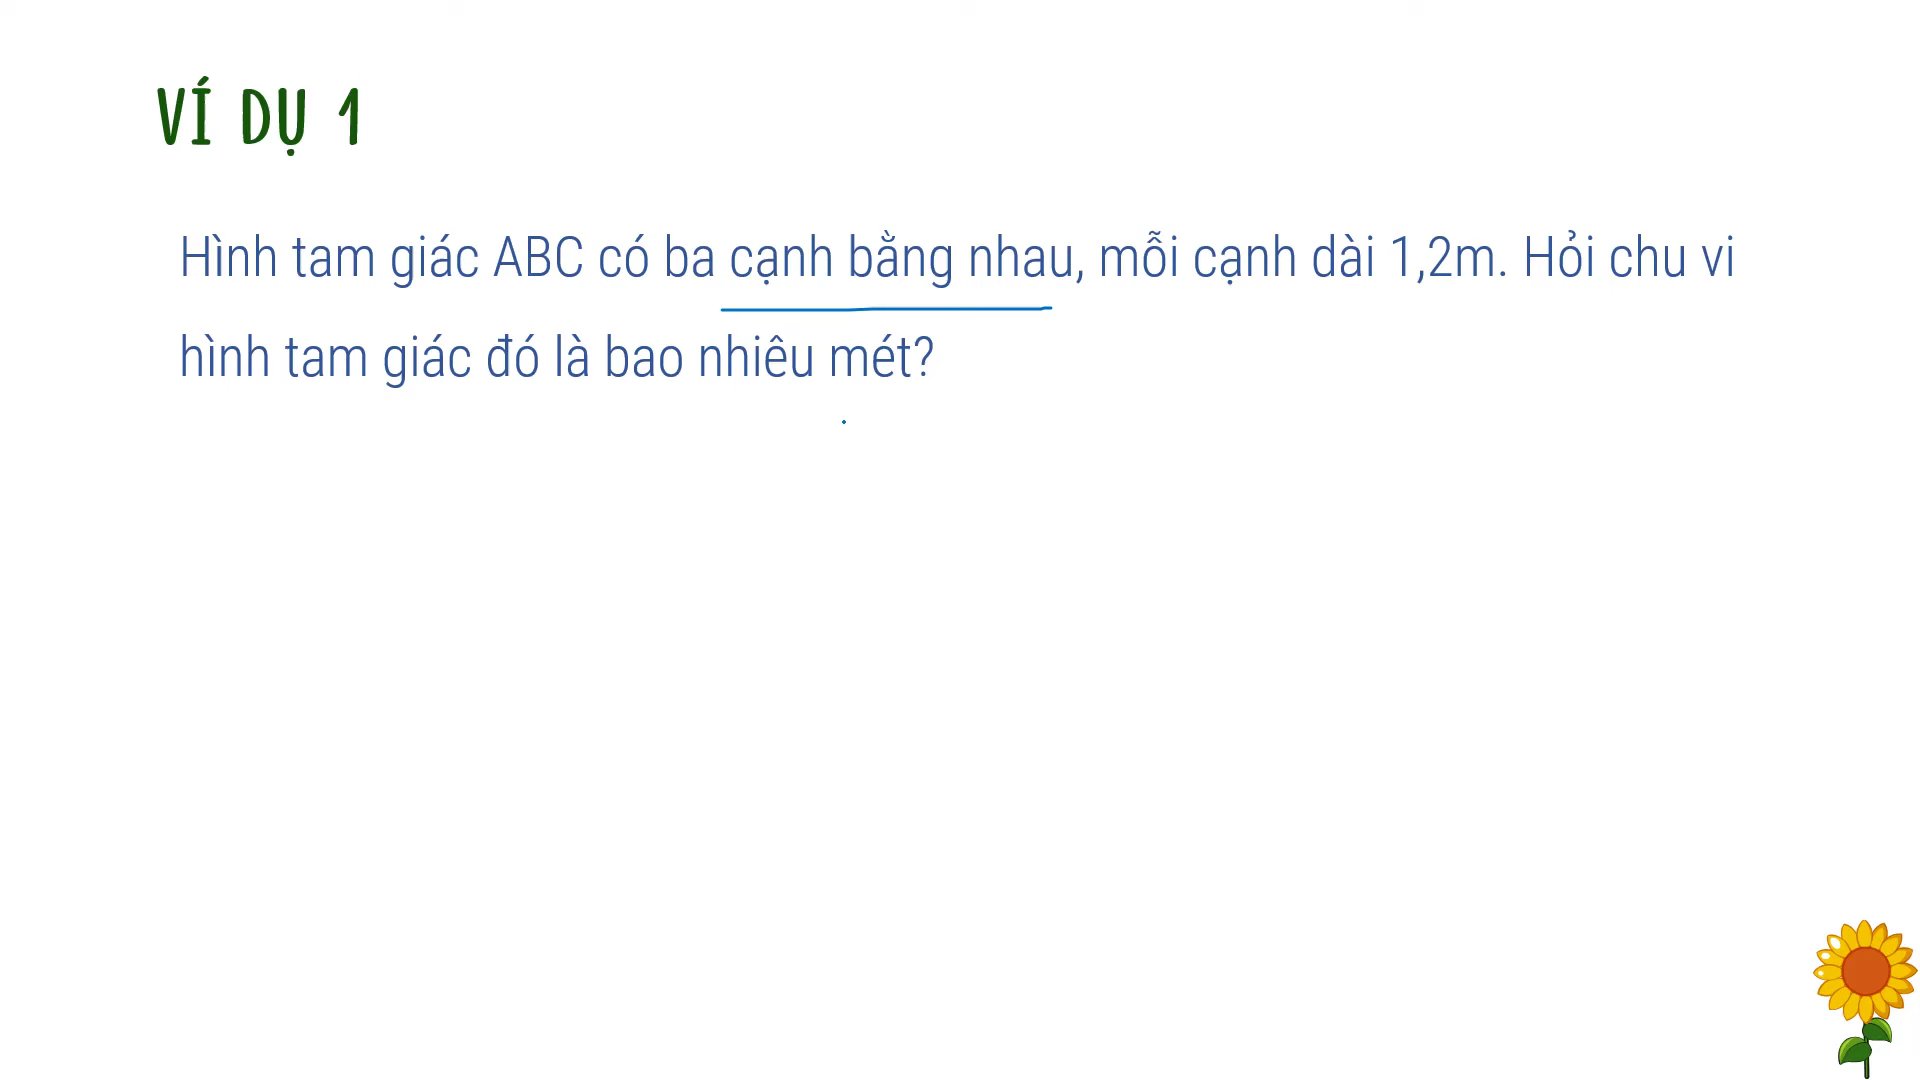 VÍ DỤ 1
Hình tam giác ABC có ba cạnh bằng nhau, mỗi cạnh dài 1,2m. Hỏi chu vi
hình tam giác đó là bao nhiêu mét?